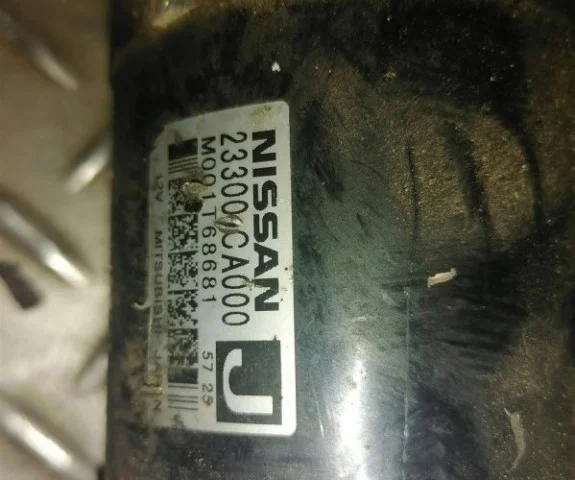 NISSAN
23300 CA000
M001T68681
57 25
J
12V MITSUBISHI JAPAN